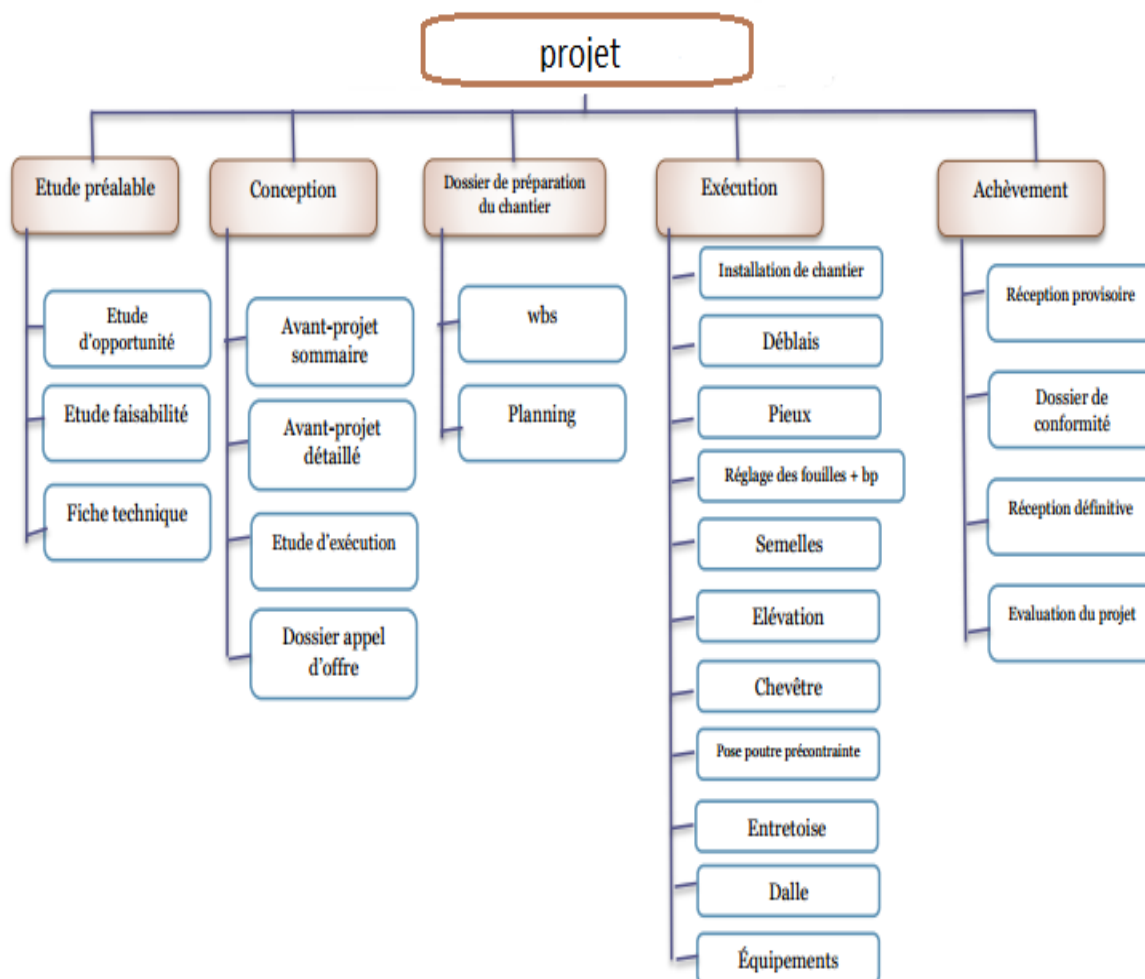 projet
Etude préalable
Etude
d'opportunité
Etude faisabilité
Fiche technique
Conception
Avant-projet
sommaire
Avant-projet
détaillé
Etude d'exécution
Dossier appel
d'offre
Dossier de préparation
du chantier
wbs
Planning
Exécution
Installation de chantier
Déblais
Pieux
Réglage des fouilles + bp
Semelles
Elévation
Chevêtre
Pose poutre précontrainte
Entretoise
Dalle
Équipements
Achèvement
Réception provisoire
Dossier de
conformité
Réception définitive
Evaluation du projet